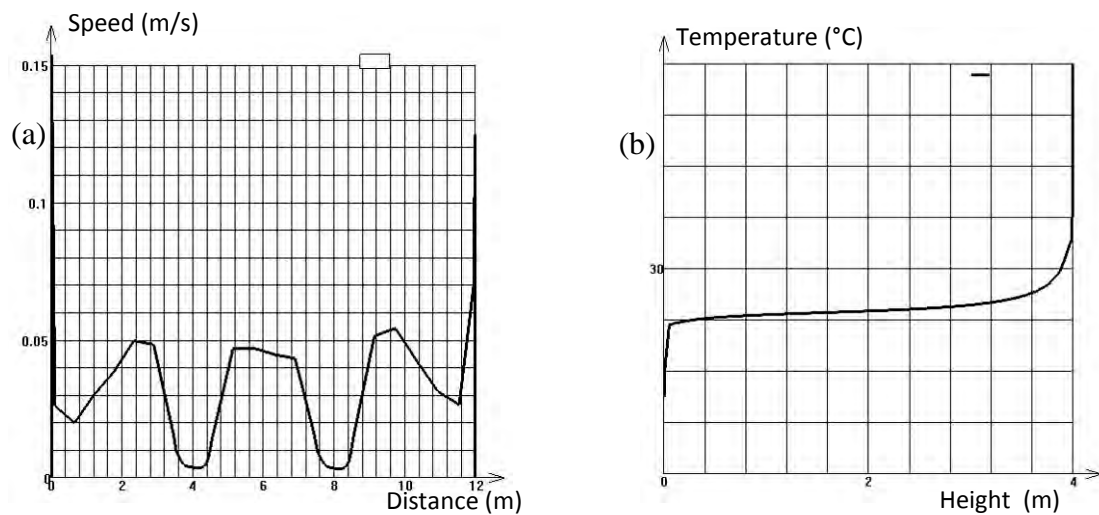 Speed (m/s)
0.15
(a)
0.1
0.05
0
0 2 4 6 8 10 12
Distance (m)
Temperature (°C)
(b)
30
0 2 4
Height (m)